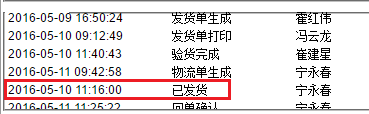 2016-05-09 16:50:24 发货单生成 霍红伟
2016-05-10 09:12:49 发货单打印 冯云龙
2016-05-10 11:40:43 验货完成 崔建星
2016-05-11 09:42:58 物流单生成 宁永春
2016-05-10 11:16:00 已发货 宁永春
2016-05-11 11:25:22 回单确认 宁永春